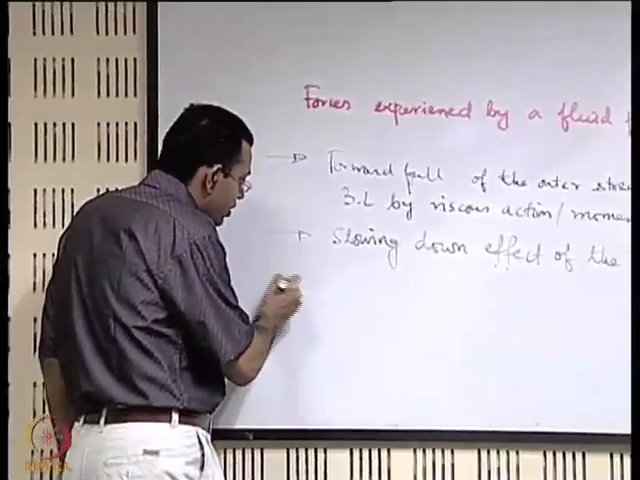 Forces experienced by a fluid
→ Forward pull of the outer stre
B.L by viscous action/momen
→ Slowing down effect of the
NPTEL